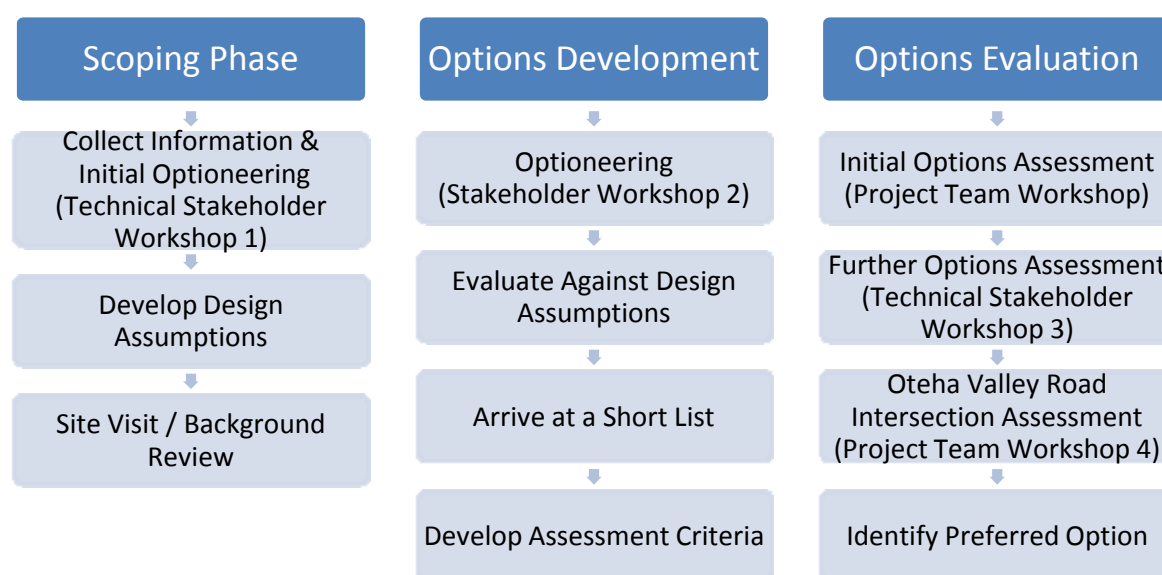 Scoping Phase
Collect Information &
Initial Optioneering
(Technical Stakeholder
Workshop 1)
Develop Design
Assumptions
Site Visit / Background
Review
Options Development
Optioneering
(Stakeholder Workshop 2)
Evaluate Against Design
Assumptions
Arrive at a Short List
Develop Assessment Criteria
Options Evaluation
Initial Options Assessment
(Project Team Workshop)
Further Options Assessment
(Technical Stakeholder
Workshop 3)
Oteha Valley Road
Intersection Assessment
(Project Team Workshop 4)
Identify Preferred Option